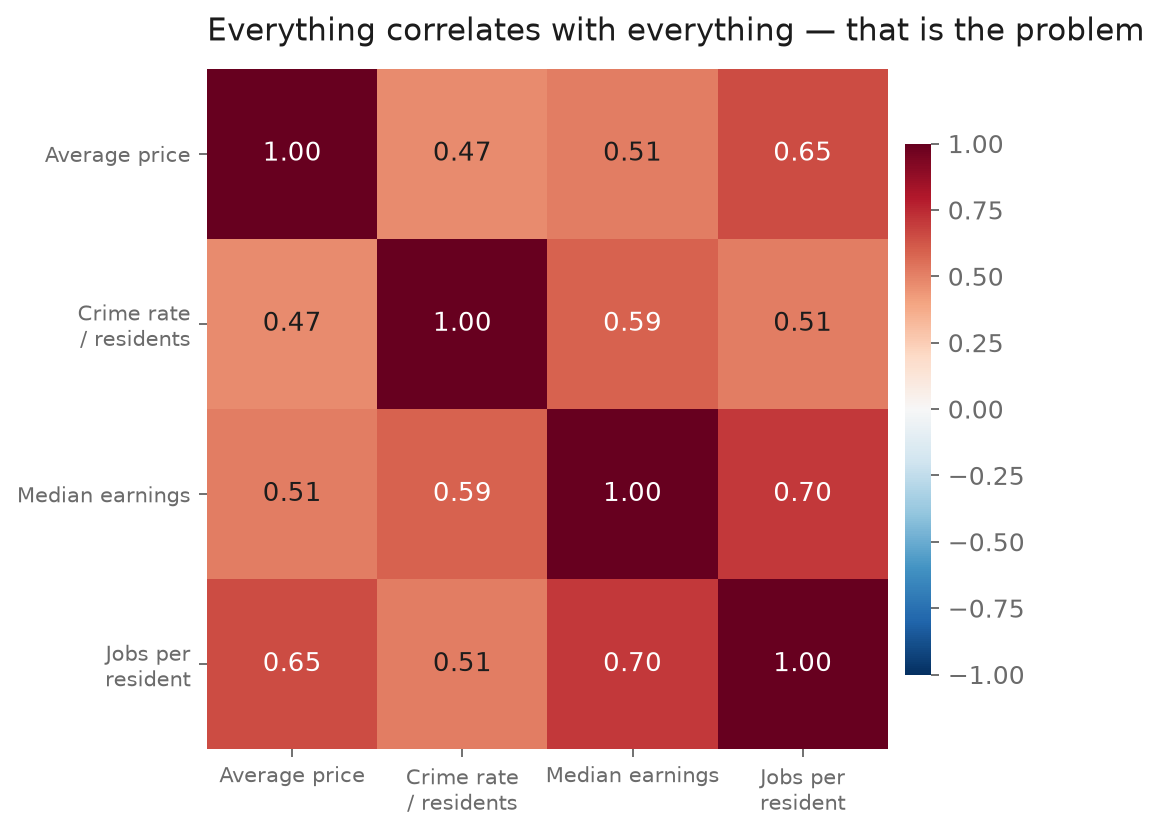 Everything correlates with everything — that is the problem
Average price
1.00
0.47
0.51
0.65
Crime rate
/ residents
0.47
1.00
0.59
0.51
Median earnings
0.51
0.59
1.00
0.70
Jobs per
resident
0.65
0.51
0.70
1.00
Average price
Crime rate
/ residents
Median earnings
Jobs per
resident
1.00
0.75
0.50
0.25
0.00
−0.25
−0.50
−0.75
−1.00